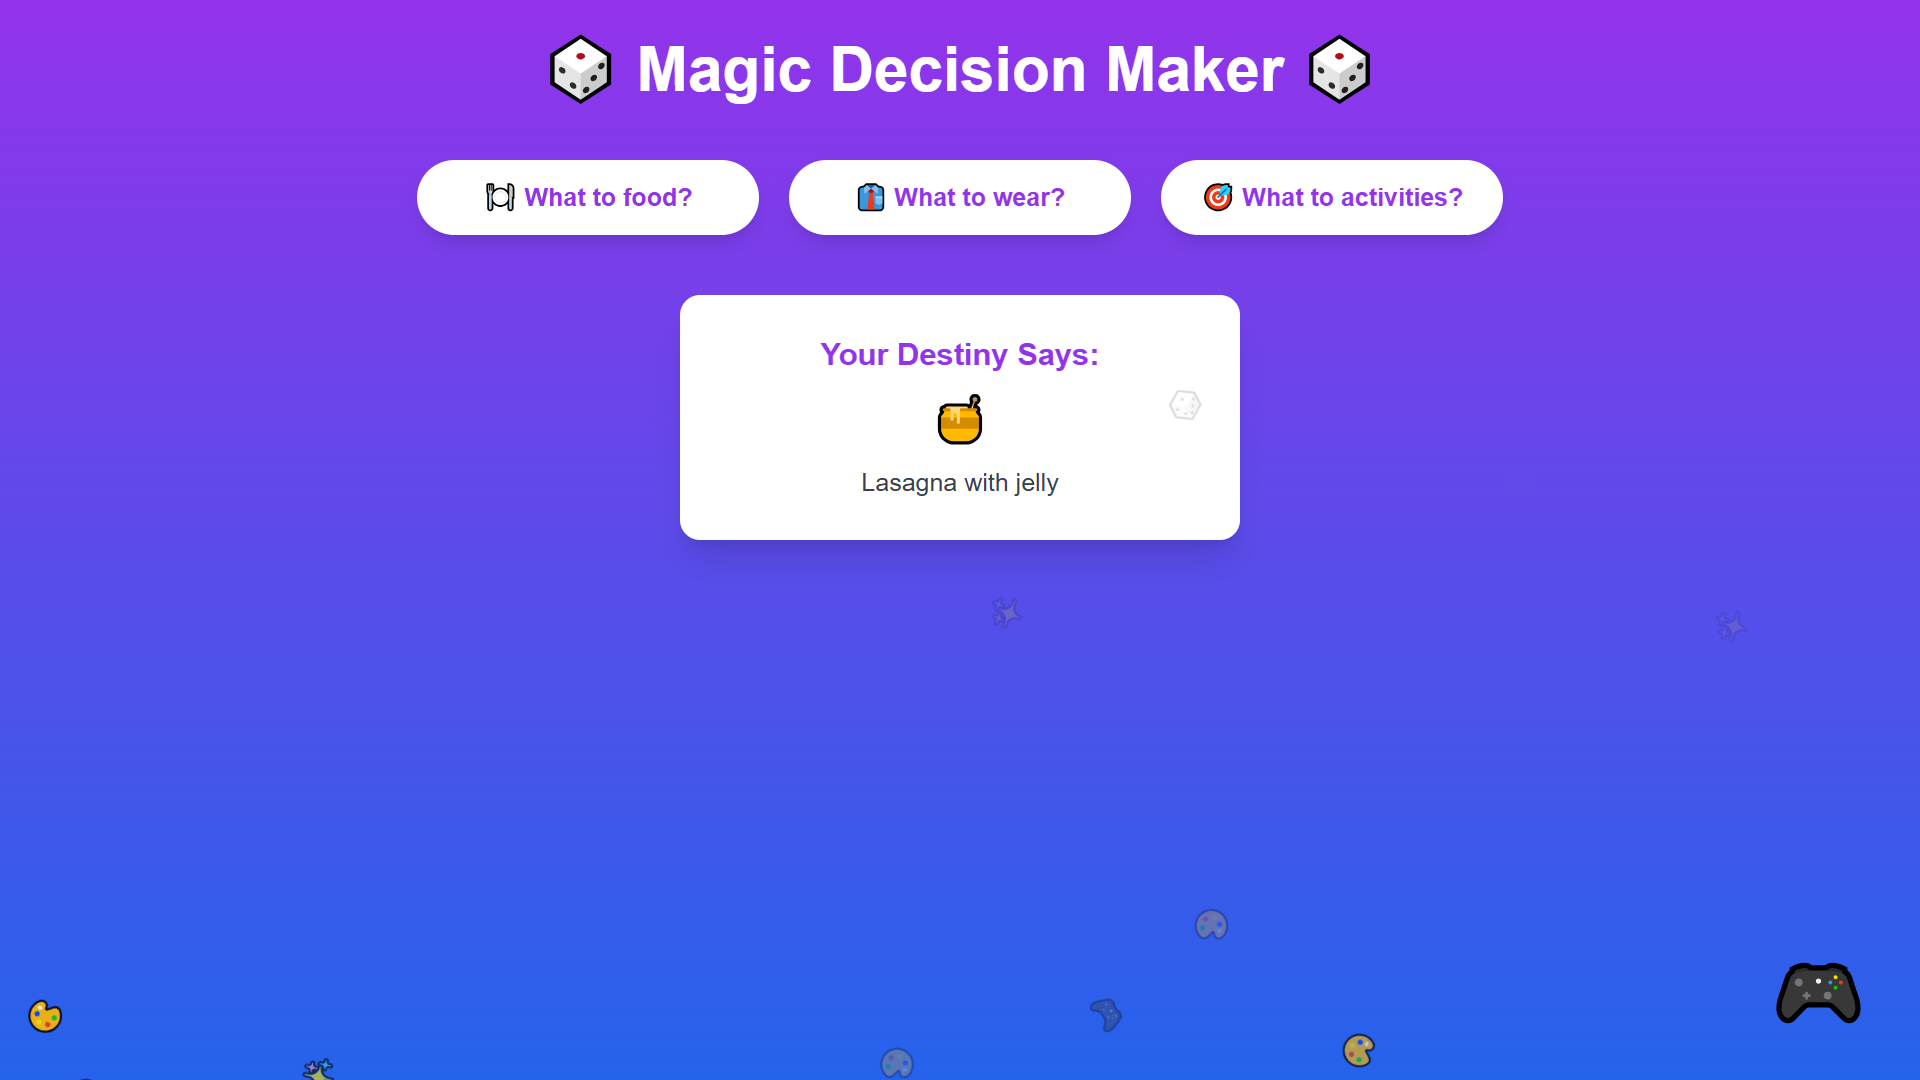 Magic Decision Maker
What to food?
What to wear?
What to activities?
Your Destiny Says:
Lasagna with jelly